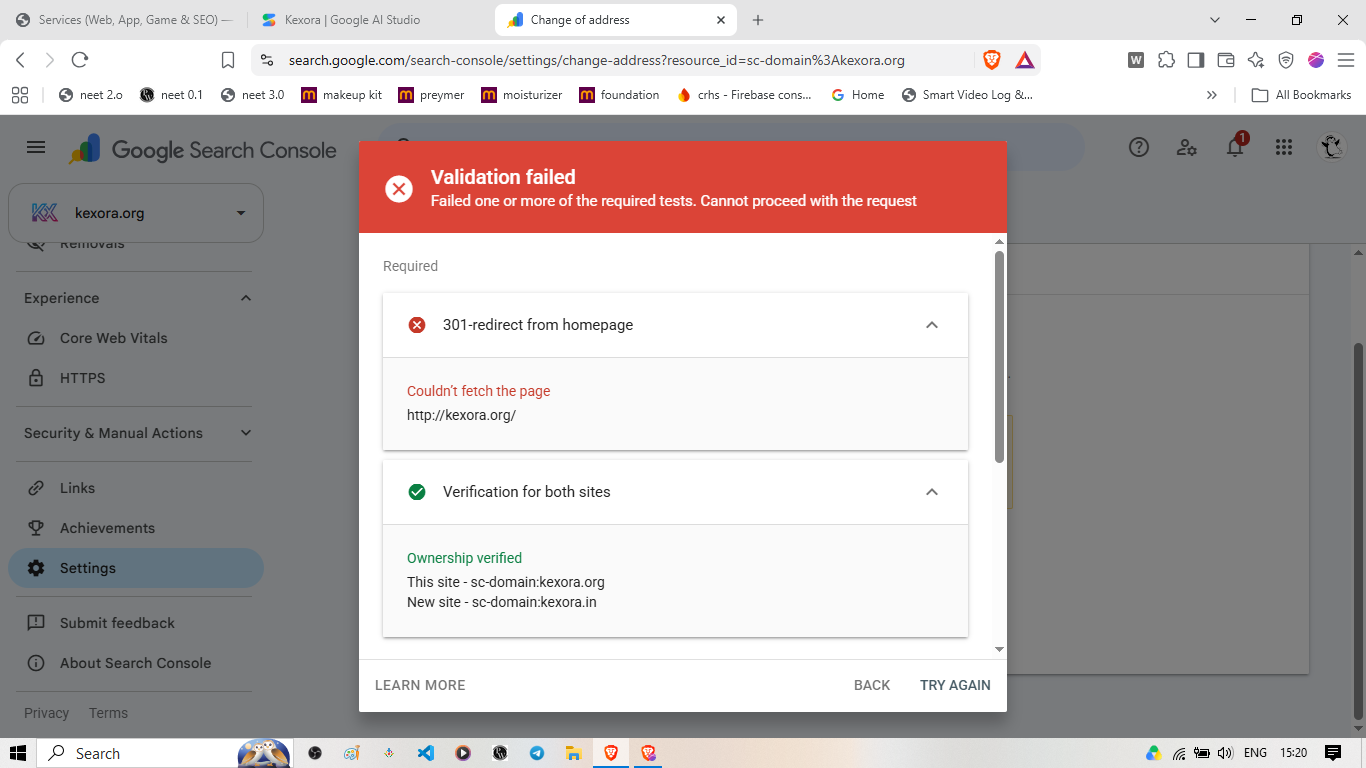 Services (Web, App, Game & SEO) —
Kexora | Google AI Studio
Change of address
search.google.com/search-console/settings/change-address?resource_id=sc-domain%3Akexora.org
W
neet 2.o
neet 0.1
neet 3.0
makeup kit
preymer
moisturizer
foundation
crhs - Firebase cons...
Home
Smart Video Log &...
All Bookmarks
Google Search Console
1
KX
kexora.org
Removals
Experience
Core Web Vitals
HTTPS
Security & Manual Actions
Links
Achievements
Settings
Submit feedback
About Search Console
Privacy
Terms
Validation failed
Failed one or more of the required tests. Cannot proceed with the request
Required
301-redirect from homepage
Couldn't fetch the page
http://kexora.org/
Verification for both sites
Ownership verified
This site - sc-domain:kexora.org
New site - sc-domain:kexora.in
LEARN MORE
BACK
TRY AGAIN
Search
ENG
15:20